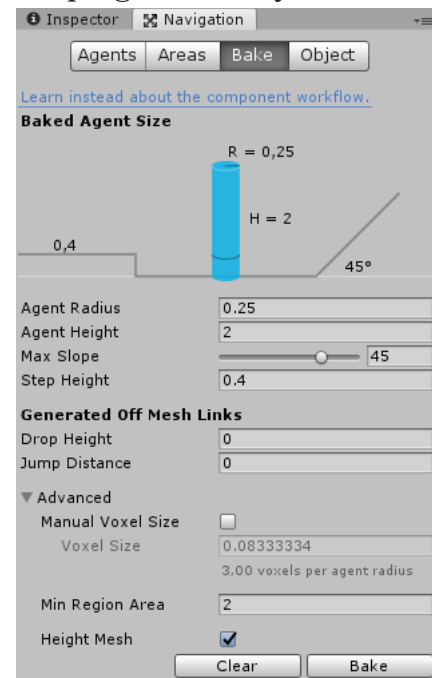 Inspector Navigation
Agents Areas Bake Object
Learn instead about the component workflow.
Baked Agent Size
R = 0,25
H = 2
0,4
45°
Agent Radius 0.25
Agent Height 2
Max Slope 45
Step Height 0.4
Generated Off Mesh Links
Drop Height 0
Jump Distance 0
Advanced
Manual Voxel Size
Voxel Size 0.08333334
3,00 voxels per agent radius
Min Region Area 2
Height Mesh
Clear Bake